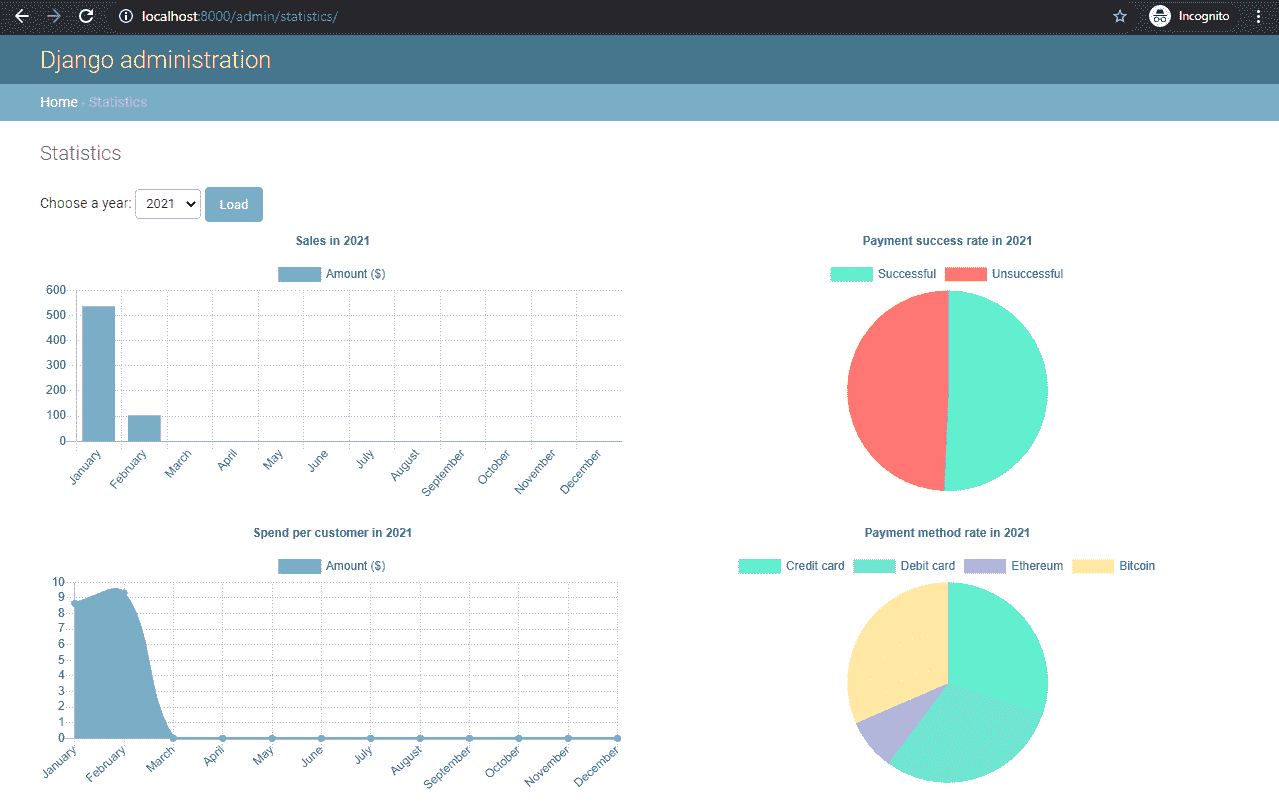 localhost:8000/admin/statistics/
Incognito
Django administration
Home › Statistics
Statistics
Choose a year: 2021 Load
Sales in 2021
Amount ($)
600
500
400
300
200
100
0
January February March April May June July August September October November December
Payment success rate in 2021
Successful Unsuccessful
Spend per customer in 2021
Amount ($)
10
9
8
7
6
5
4
3
2
1
0
January February March April May June July August September October November December
Payment method rate in 2021
Credit card Debit card Ethereum Bitcoin